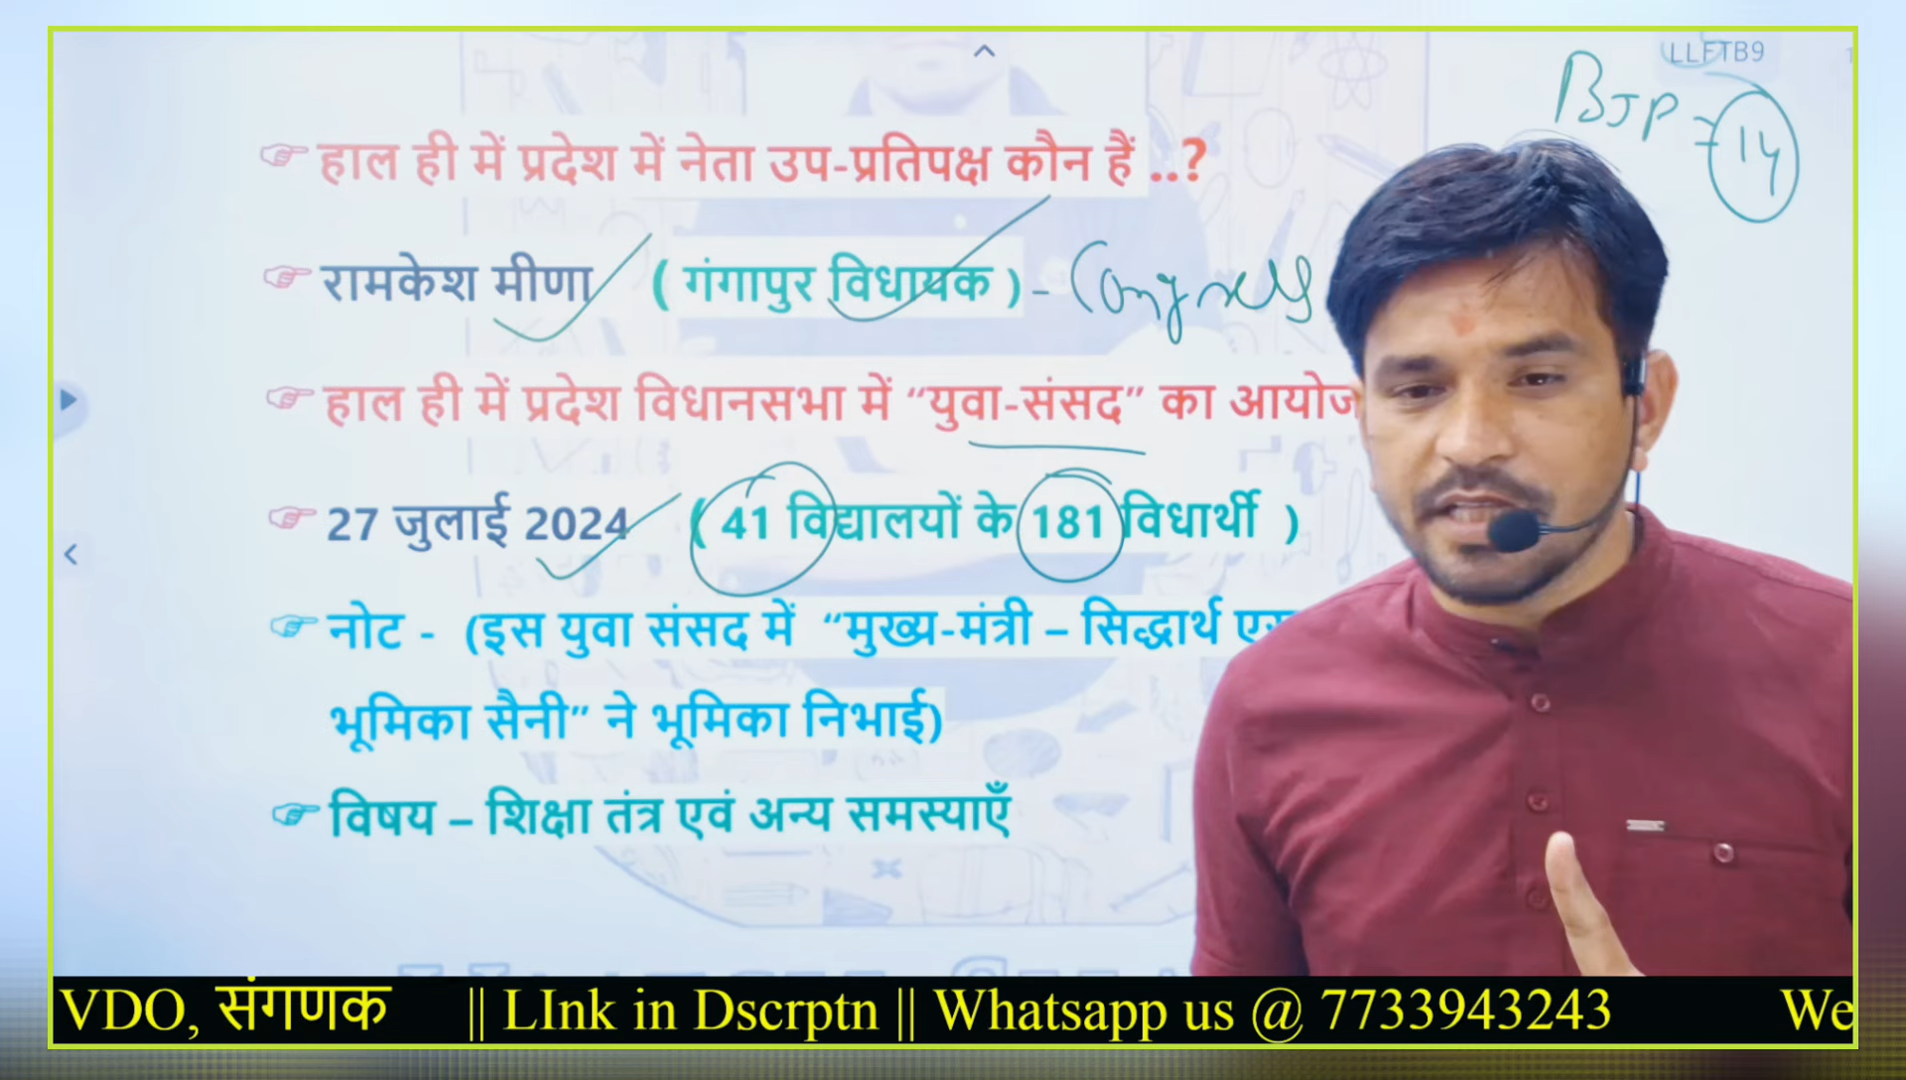 LLFTB9
BJP = 14
हाल ही में प्रदेश में नेता उप-प्रतिपक्ष कौन हैं ..?
रामकेश मीणा ( गंगापुर विधायक ) - Congress
हाल ही में प्रदेश विधानसभा में “युवा-संसद” का आयोज
27 जुलाई 2024 ( 41 विद्यालयों के 181 विधार्थी )
नोट - (इस युवा संसद में “मुख्य-मंत्री – सिद्धार्थ
भूमिका सैनी” ने भूमिका निभाई)
विषय – शिक्षा तंत्र एवं अन्य समस्याएँ
VDO, संगणक || LInk in Dscrptn || Whatsapp us @ 7733943243 We